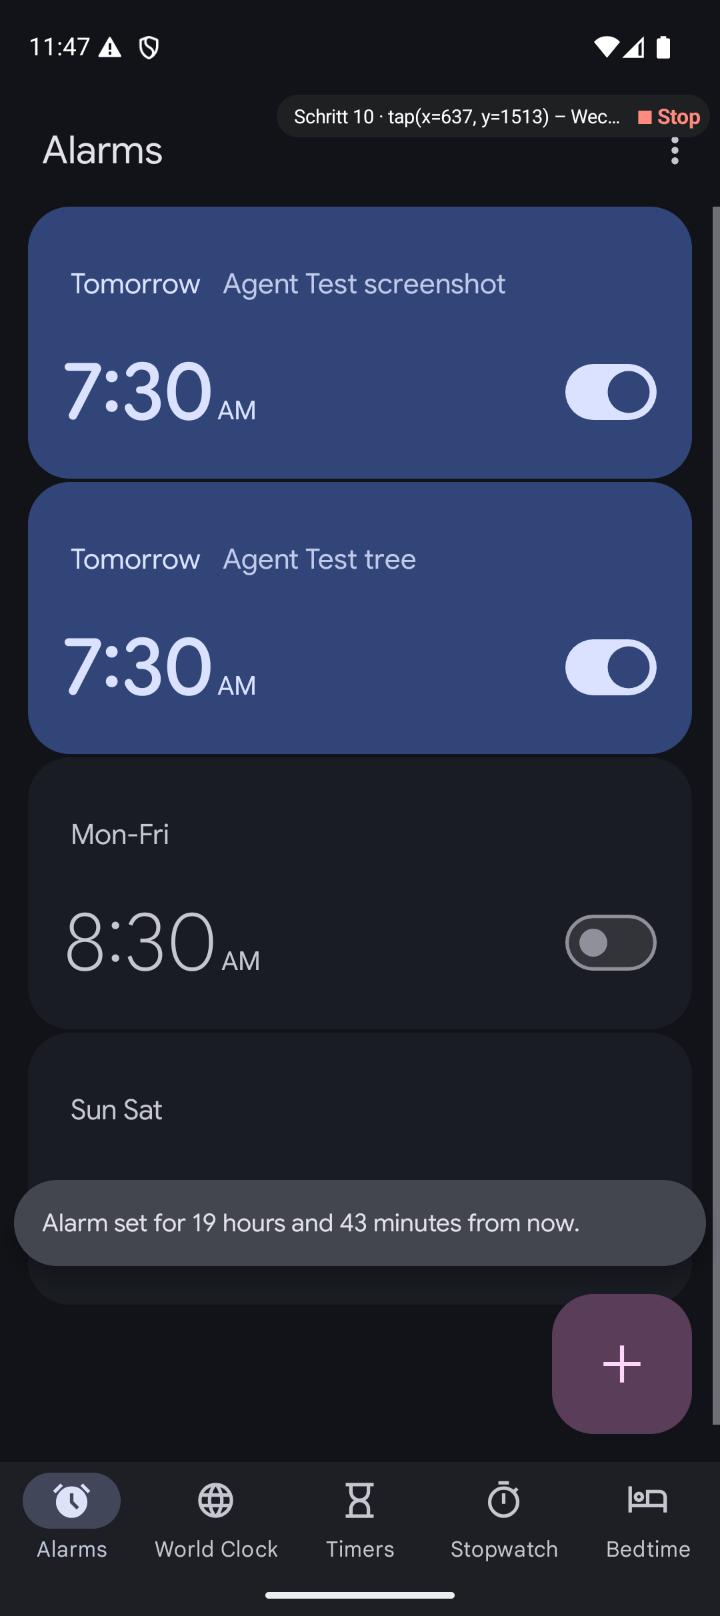 11:47
Schritt 10 · tap(x=637, y=1513) – Wec... Stop
Alarms
Tomorrow Agent Test screenshot
7:30 AM
Tomorrow Agent Test tree
7:30 AM
Mon-Fri
8:30 AM
Sun Sat
Alarm set for 19 hours and 43 minutes from now.
Alarms World Clock Timers Stopwatch Bedtime